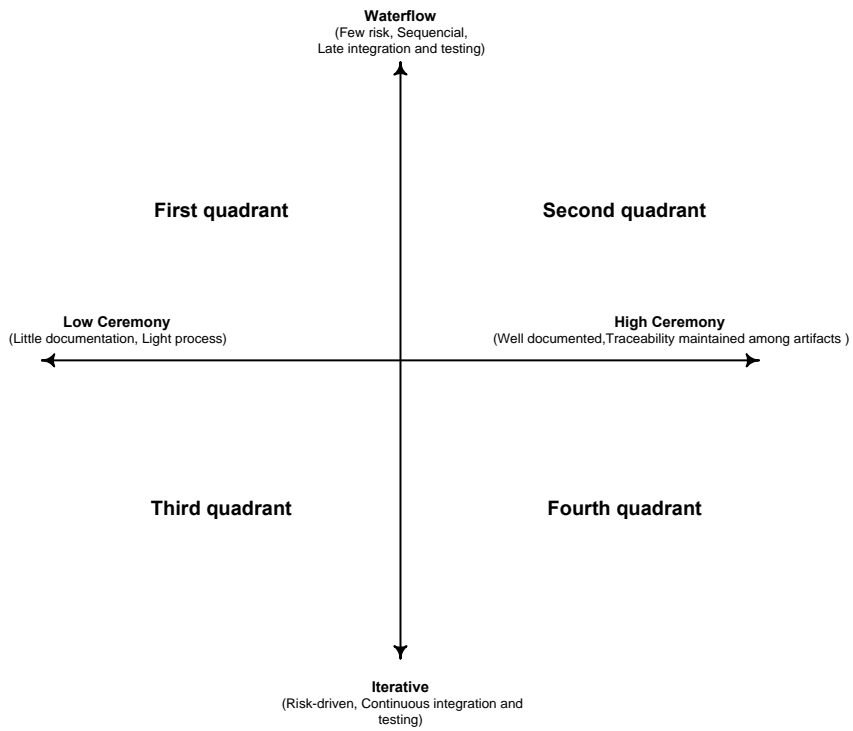 Waterflow
(Few risk, Sequencial,
Late integration and testing)
First quadrant
Second quadrant
Low Ceremony
(Little documentation, Light process)
High Ceremony
(Well documented,Traceability maintained among artifacts )
Third quadrant
Fourth quadrant
Iterative
(Risk-driven, Continuous integration and
testing)